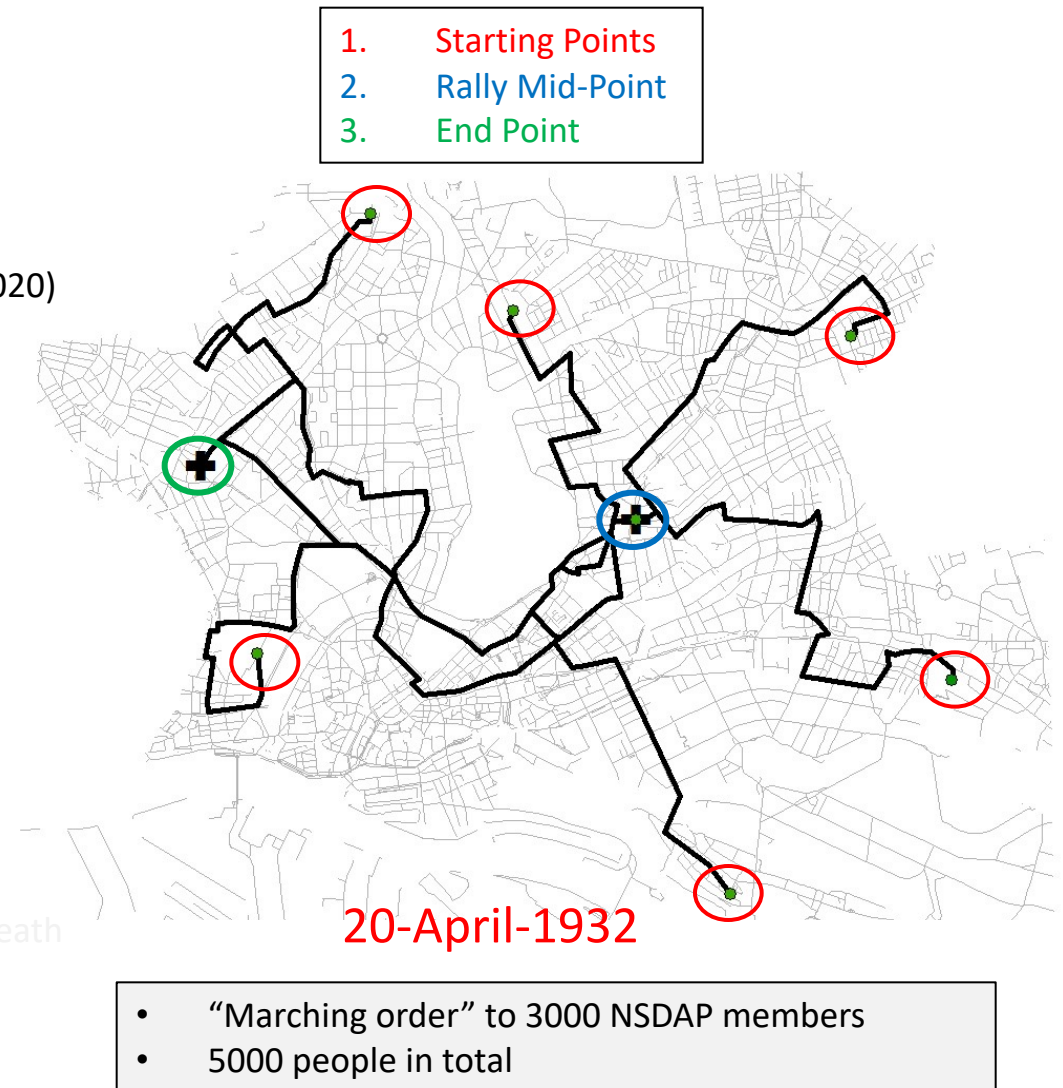 1. Starting Points
2. Rally Mid-Point
3. End Point
020)
eath
20-April-1932
• “Marching order” to 3000 NSDAP members
• 5000 people in total